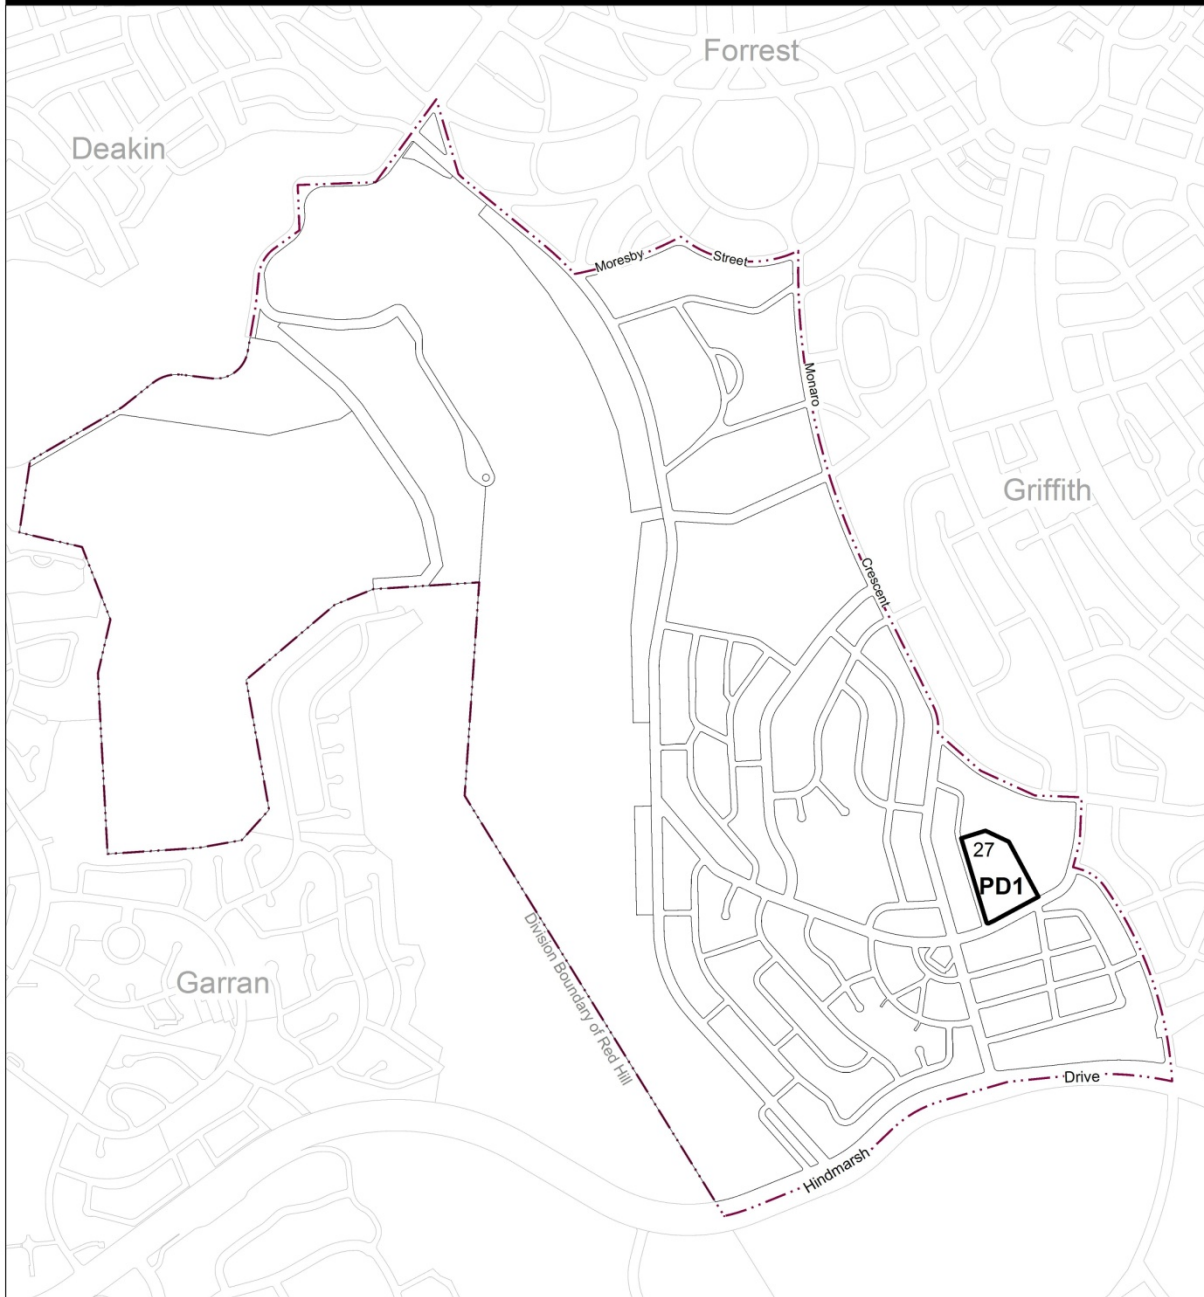 Forrest
Deakin
Moresby
Street
Monaro
Griffith
Crescent
27
PD1
Division Boundary of Red Hill
Garran
Drive
Hindmarsh